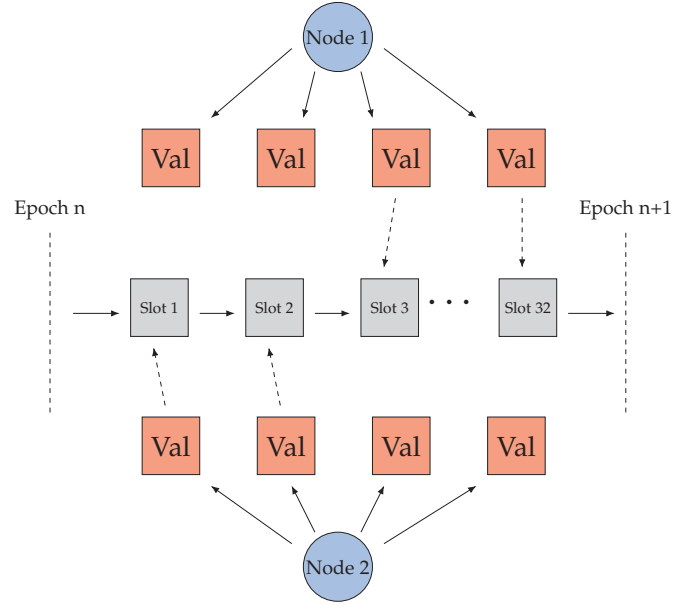 Node 1
Val Val Val Val
Epoch n Epoch n+1
Slot 1 Slot 2 Slot 3 · · · Slot 32
Val Val Val Val
Node 2